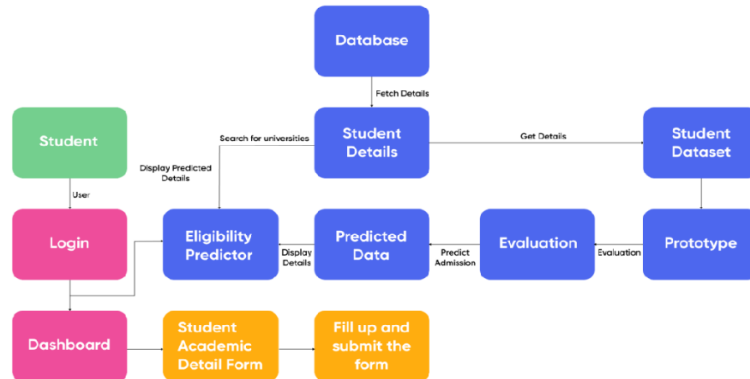 Database
Fetch Details
Student
Search for universities
Student
Details
Get Details
Student
Dataset
Display Predicted
Details
User
Login
Eligibility
Predictor
Display
Details
Predicted
Data
Predict
Admission
Evaluation
Evaluation
Prototype
Dashboard
Student
Academic
Detail Form
Fill up and
submit the
form